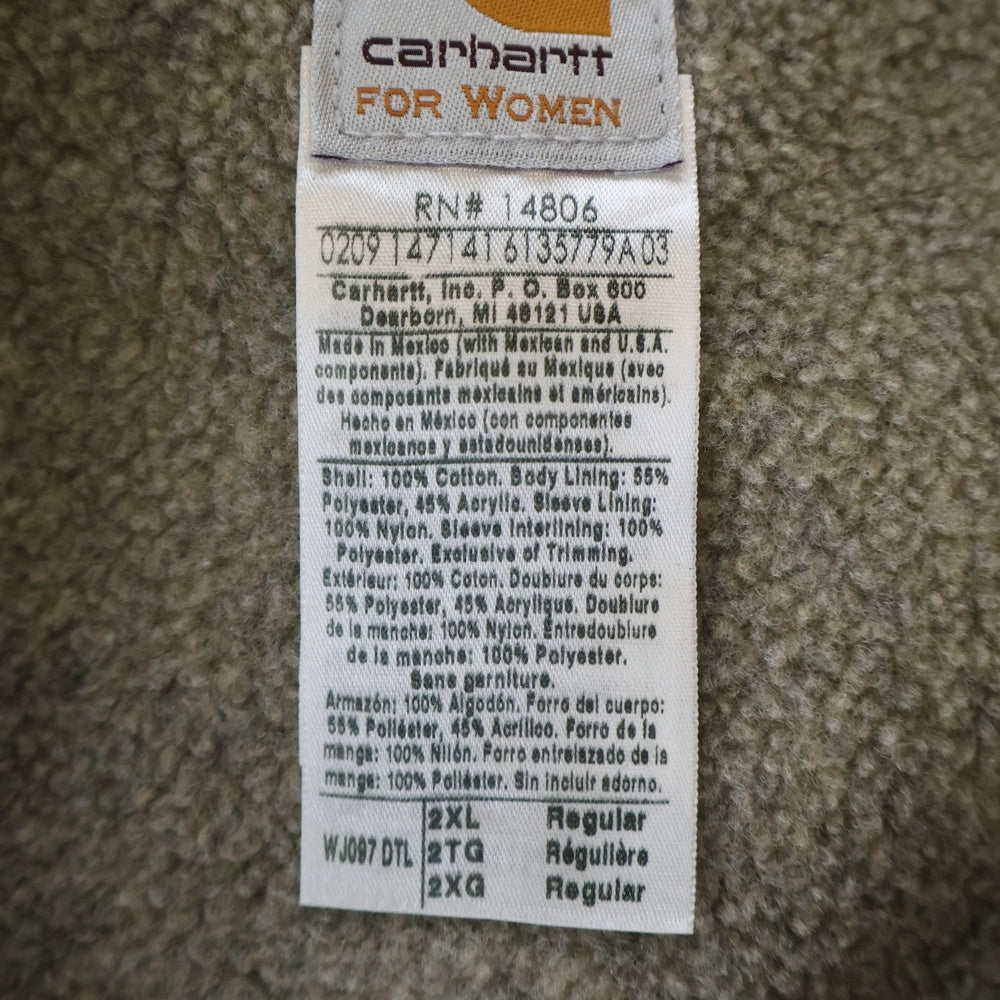 carhartt
FOR WOMEN
RN# 14806
0209 147141 6135779A 03
Carhartt, Inc. P. O. Box 600
Dearborn, MI 48121 USA
Made in Mexico (with Mexican and U.S.A.
components). Fabriqué au Mexique (avec
des composants mexicains et américains).
Hecho en México (con componentes
mexicanos y estadounidenses).
Shell: 100% Cotton. Body Lining: 55%
Polyester, 45% Acrylic. Sleeve Lining:
100% Nylon. Sleeve Interlining: 100%
Polyester. Exclusive of Trimming.
Extérieur: 100% Coton. Doublure du corps:
55% Polyester, 45% Acrylique. Doublure
de la manche: 100% Nylon. Entredoublure
de la manche: 100% Polyester.
Sans garniture.
Armazón: 100% Algodón. Forro del cuerpo:
55% Poliéster, 45% Acrílico. Forro de la
manga: 100% Nilón. Forro entrelazado de la
manga: 100% Poliéster. Sin incluir adorno.
2XL Regular
WJ097 DTL 2TG Régulière
2XG Regular